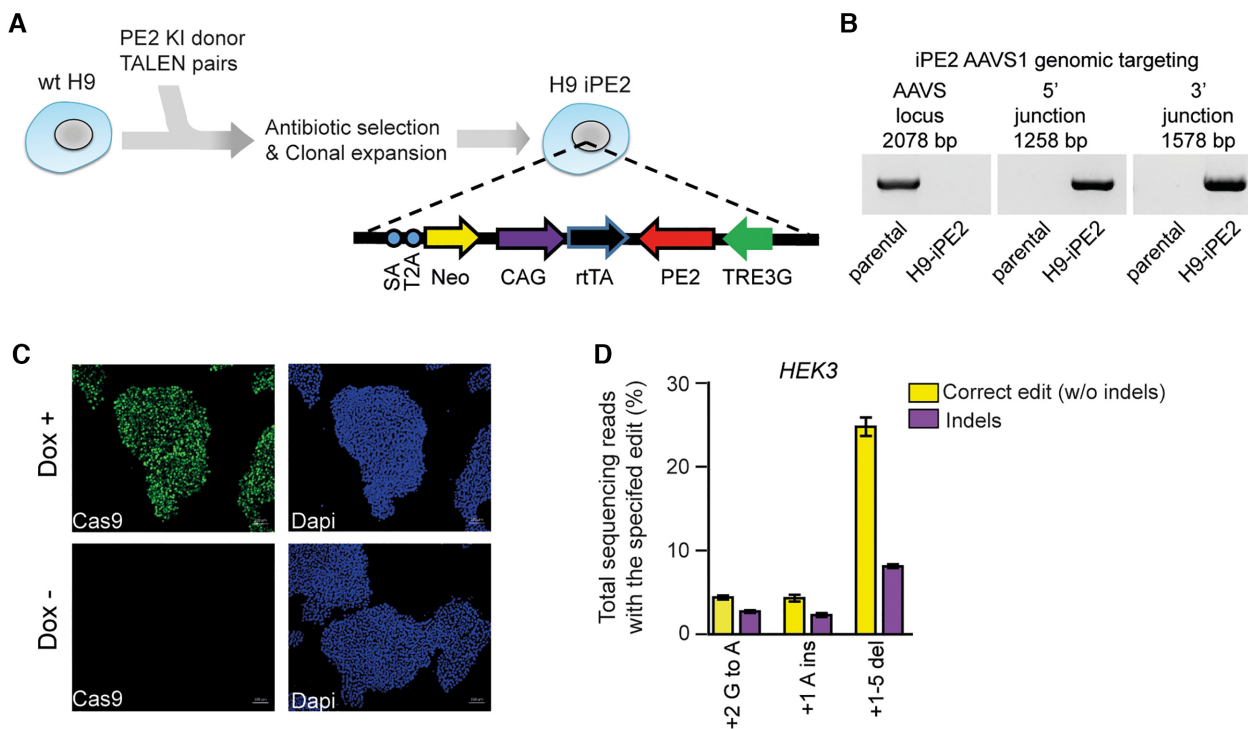 A
PE2 KI donor
TALEN pairs
wt H9
H9 iPE2
Antibiotic selection
& Clonal expansion
SA
T2A
Neo
CAG
rtTA
PE2
TRE3G
B
iPE2 AAVS1 genomic targeting
AAVS locus 2078 bp
5' junction 1258 bp
3' junction 1578 bp
parental
H9-iPE2
parental
H9-iPE2
parental
H9-iPE2
C
Dox +
Cas9
Dapi
Dox -
Cas9
Dapi
D
HEK3
Total sequencing reads
with the specifed edit (%)
30
20
10
0
+2 G to A
+1 A ins
+1-5 del
Correct edit (w/o indels)
Indels